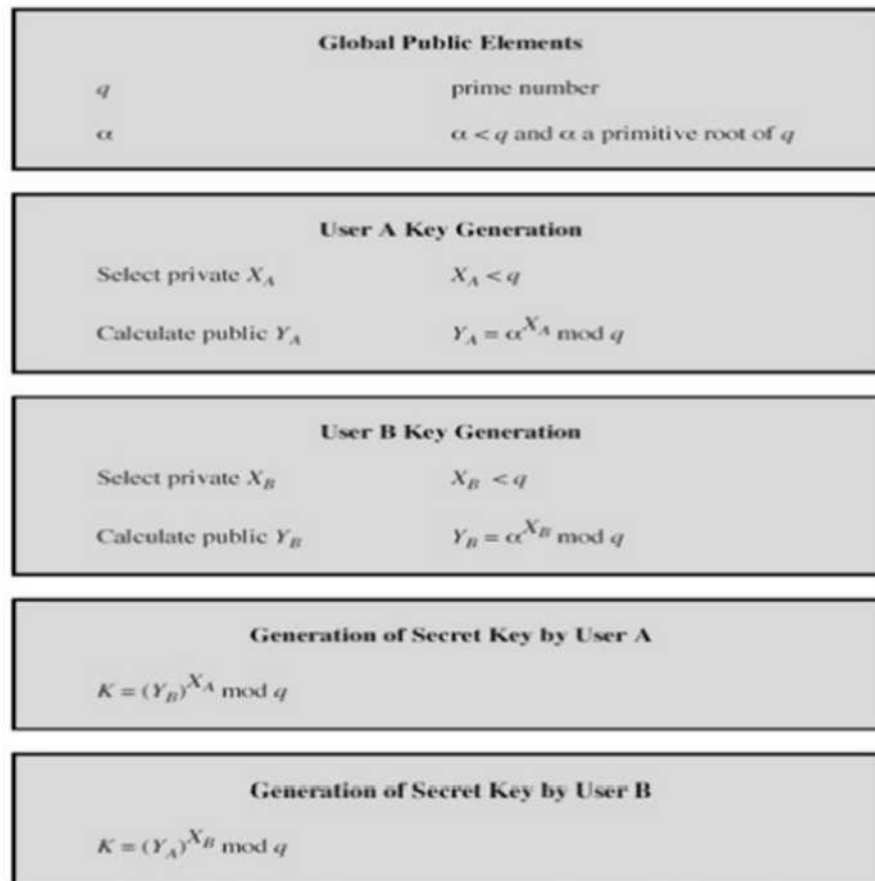 Global Public Elements
q prime number
α α < q and α a primitive root of q
User A Key Generation
Select private X_A X_A < q
Calculate public Y_A Y_A = α^{X_A} mod q
User B Key Generation
Select private X_B X_B < q
Calculate public Y_B Y_B = α^{X_B} mod q
Generation of Secret Key by User A
K = (Y_B)^{X_A} mod q
Generation of Secret Key by User B
K = (Y_A)^{X_B} mod q